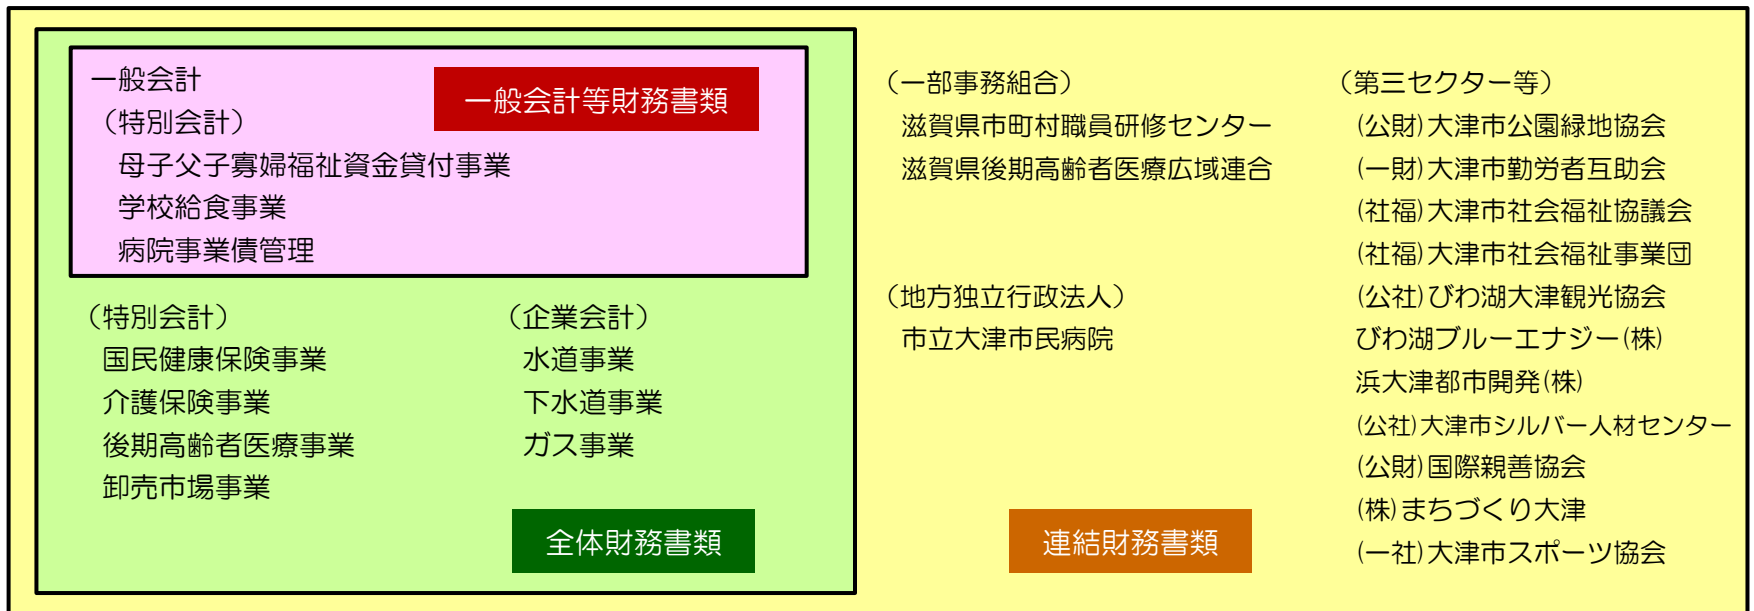 一般会計
一般会計等財務書類
（特別会計）
母子父子寡婦福祉資金貸付事業
学校給食事業
病院事業債管理
（特別会計）
国民健康保険事業
介護保険事業
後期高齢者医療事業
卸売市場事業
（企業会計）
水道事業
下水道事業
ガス事業
全体財務書類
（一部事務組合）
滋賀県市町村職員研修センター
滋賀県後期高齢者医療広域連合
（地方独立行政法人）
市立大津市民病院
連結財務書類
（第三セクター等）
(公財)大津市公園緑地協会
(一財)大津市勤労者互助会
(社福)大津市社会福祉協議会
(社福)大津市社会福祉事業団
(公社)びわ湖大津観光協会
びわ湖ブルーエナジー(株)
浜大津都市開発(株)
(公社)大津市シルバー人材センター
(公財)国際親善協会
(株)まちづくり大津
(一社)大津市スポーツ協会